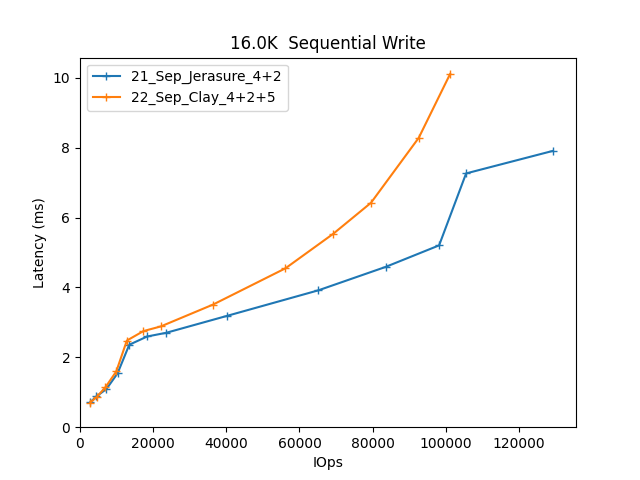 16.0K  Sequential Write
21_Sep_Jerasure_4+2
22_Sep_Clay_4+2+5
Latency (ms)
10
8
6
4
2
0
0 20000 40000 60000 80000 100000 120000
IOps